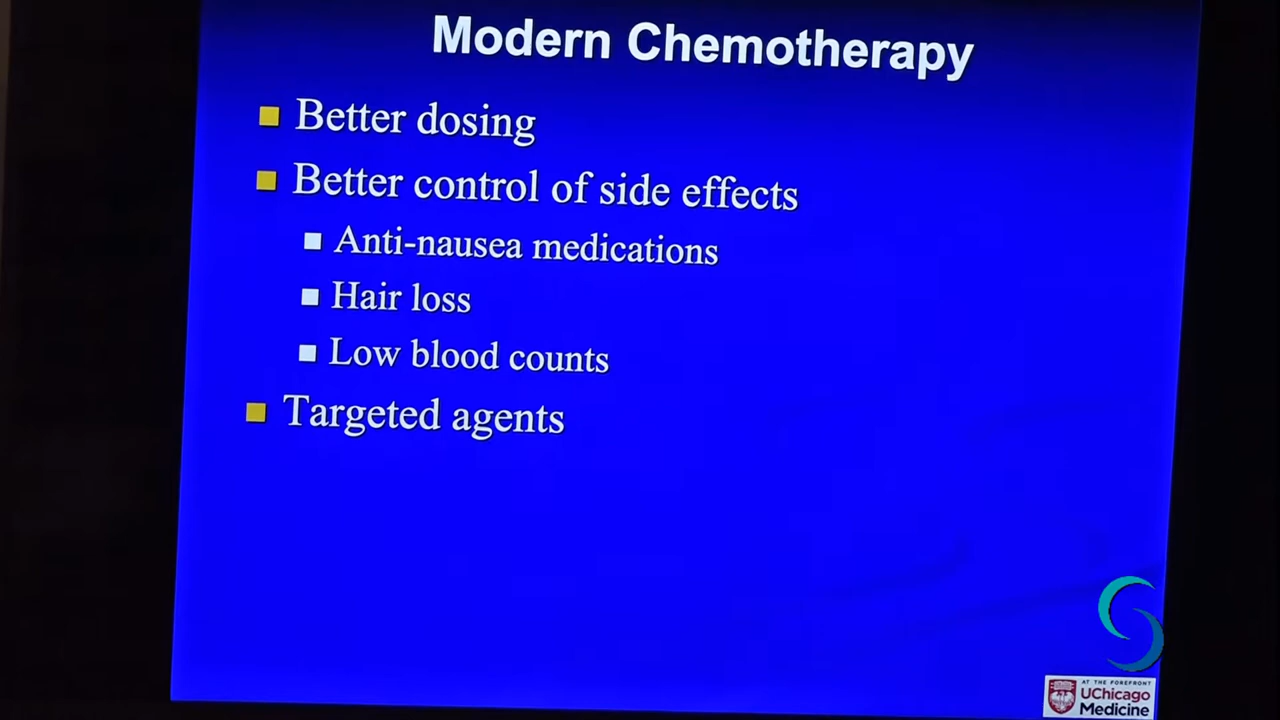 Modern Chemotherapy
Better dosing
Better control of side effects
Anti-nausea medications
Hair loss
Low blood counts
Targeted agents
AT THE FOREFRONT
UChicago
Medicine